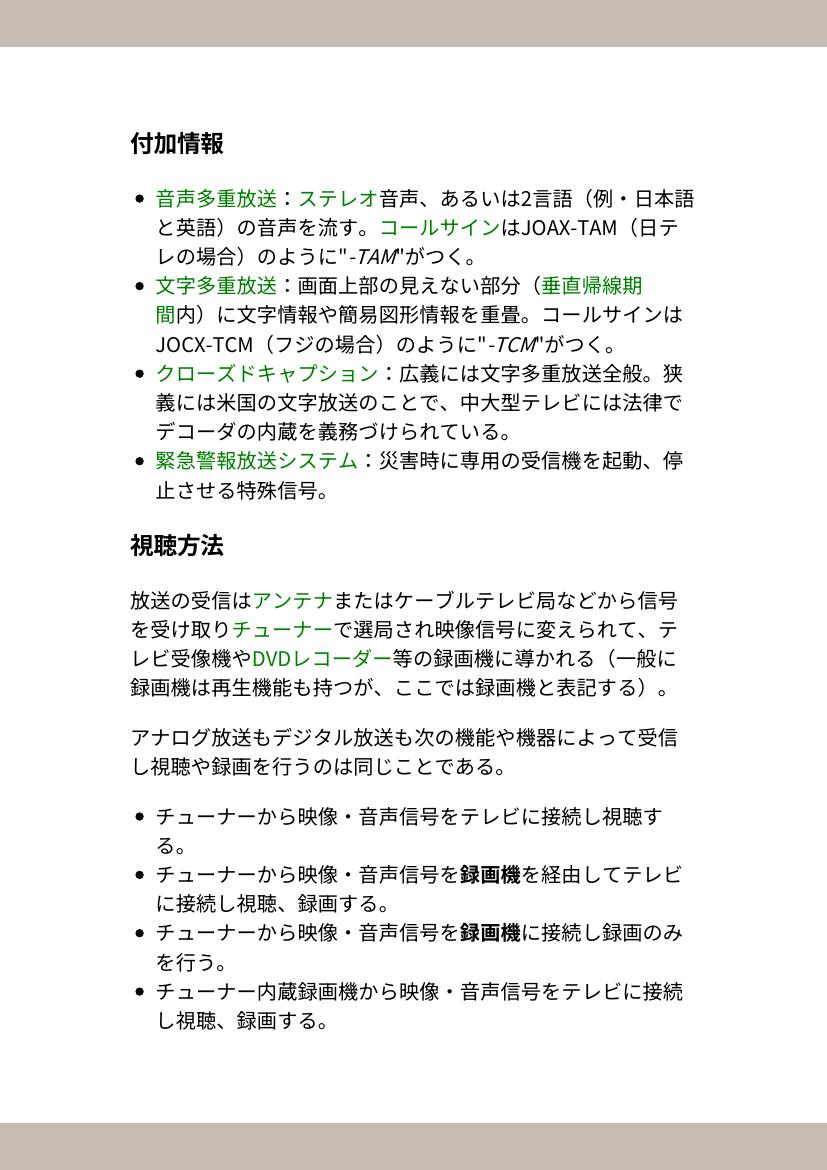 付加情報
音声多重放送：ステレオ音声、あるいは2言語（例・日本語
と英語）の音声を流す。コールサインはJOAX-TAM（日テ
レの場合）のように"-TAM"がつく。
文字多重放送：画面上部の見えない部分（垂直帰線期
間内）に文字情報や簡易図形情報を重畳。コールサインは
JOCX-TCM（フジの場合）のように"-TCM"がつく。
クローズドキャプション：広義には文字多重放送全般。狭
義には米国の文字放送のことで、中大型テレビには法律で
デコーダの内蔵を義務づけられている。
緊急警報放送システム：災害時に専用の受信機を起動、停
止させる特殊信号。
視聴方法
放送の受信はアンテナまたはケーブルテレビ局などから信号
を受け取りチューナーで選局され映像信号に変えられて、テ
レビ受像機やDVDレコーダー等の録画機に導かれる（一般に
録画機は再生機能も持つが、ここでは録画機と表記する）。
アナログ放送もデジタル放送も次の機能や機器によって受信
し視聴や録画を行うのは同じことである。
チューナーから映像・音声信号をテレビに接続し視聴す
る。
チューナーから映像・音声信号を録画機を経由してテレビ
に接続し視聴、録画する。
チューナーから映像・音声信号を録画機に接続し録画のみ
を行う。
チューナー内蔵録画機から映像・音声信号をテレビに接続
し視聴、録画する。